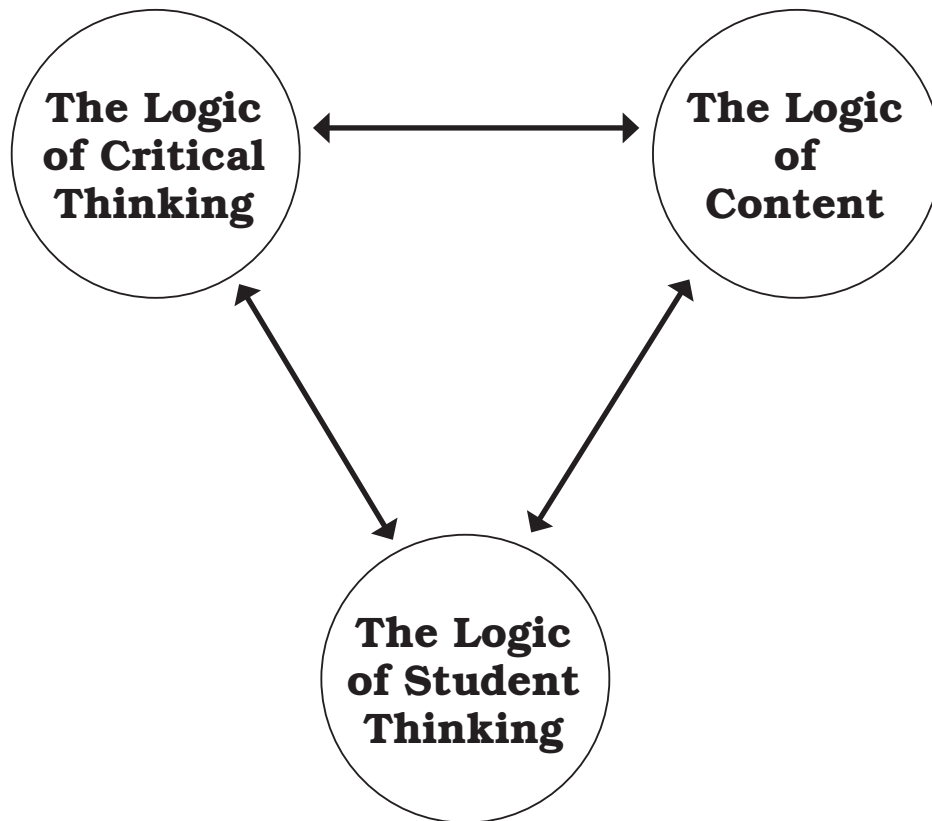 The Logic
of Critical
Thinking
The Logic
of
Content
The Logic
of Student
Thinking